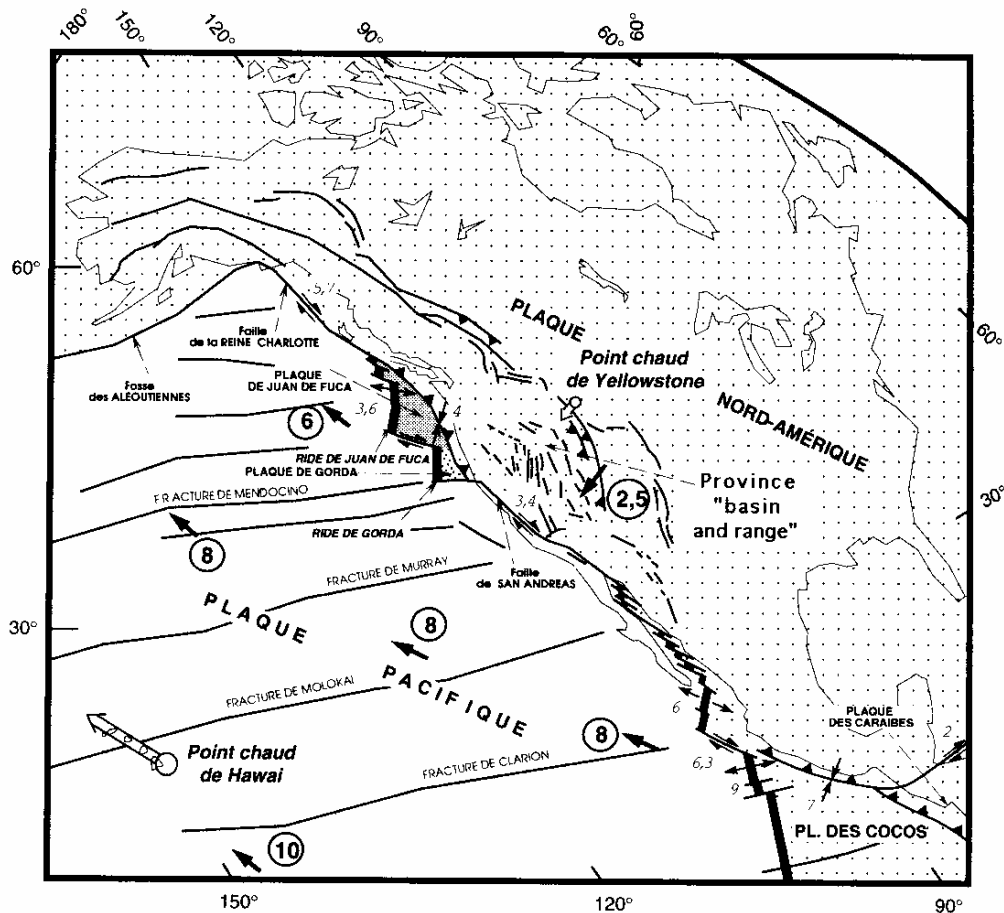 180°
150°
120°
90°
60°
60°
60°
PLAQUE
Point chaud
de Yellowstone
60°
Faille
de la REINE CHARLOTTE
PLAQUE
DE JUAN DE FUCA
Fosse
des ALEOUTIENNES
NORD-AMÉRIQUE
3,6
4
6
RIDE DE JUAN DE FUCA
PLAQUE DE GORDA
Province
"basin
and range"
2,5
30°
FRACTURE DE MENDOCINO
3,4
8
RIDE DE GORDA
Faille
de SAN ANDREAS
FRACTURE DE MURRAY
30°
PLAQUE
8
PACIFIQUE
FRACTURE DE MOLOKAI
6
PLAQUE
DES CARAIBES
2
Point chaud
de Hawai
8
6,3
9
7
FRACTURE DE CLARION
PL. DES COCOS
10
150°
120°
90°